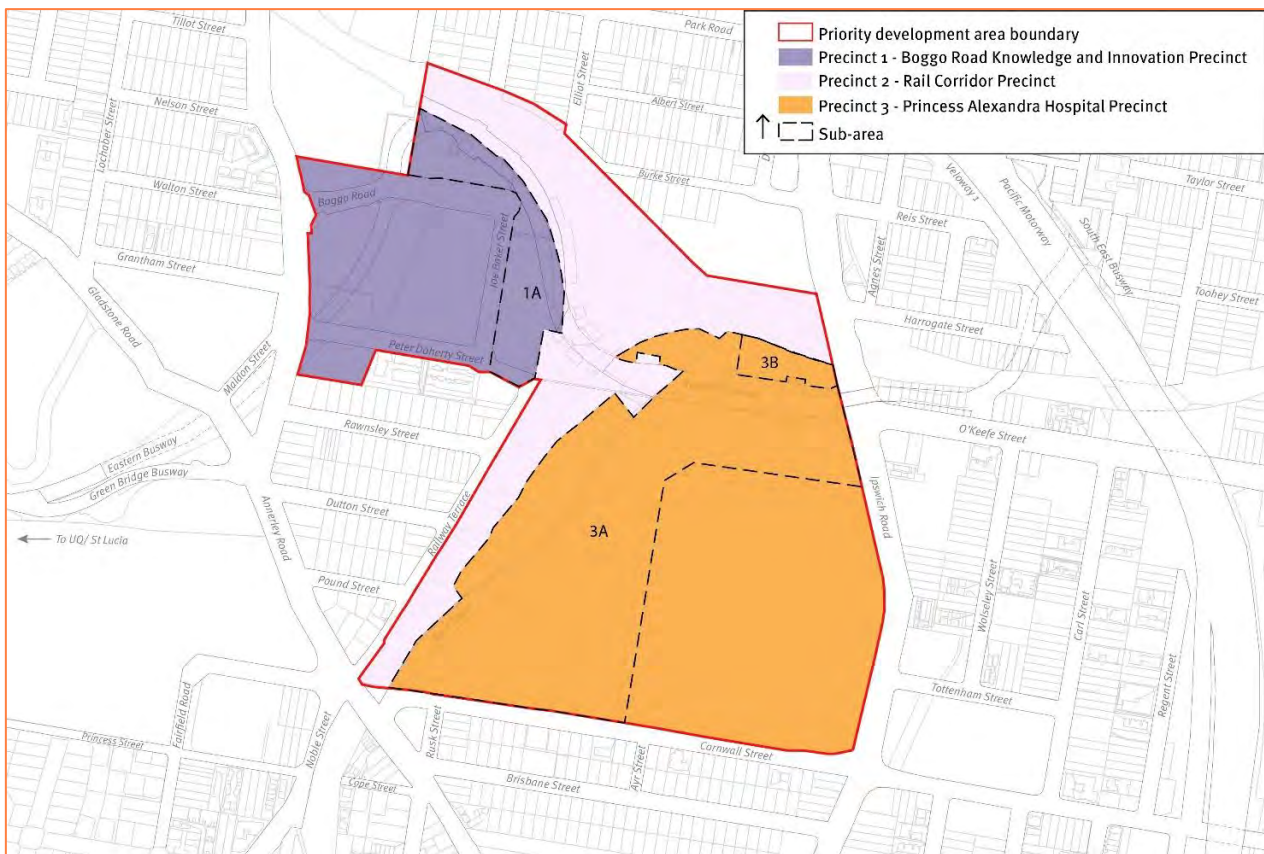 Priority development area boundary
Precinct 1 - Boggo Road Knowledge and Innovation Precinct
Precinct 2 - Rail Corridor Precinct
Precinct 3 - Princess Alexandra Hospital Precinct
Sub-area
Tillot Street
Park Road
Elliot Street
Albert Street
Nelson Street
Lochaber Street
Walton Street
Burke Street
Boggo Road
Joe Baker Street
Grantham Street
Gladstone Road
Maldon Street
Peter Doherty Street
1A
3B
3A
Veloway 1
Pacific Motorway
South East Busway
Taylor Street
Reis Street
Agnes Street
Toohey Street
Harrogate Street
O'Keefe Street
Ipswich Road
Rawnsley Street
Eastern Busway
Green Bridge Busway
Dutton Street
Railway Terrace
Annerley Road
To UQ/ St Lucia
Pound Street
Wolseley Street
Carl Street
Regent Street
Tottenham Street
Fairfield Road
Noble Street
Princess Street
Rusk Street
Cope Street
Ayr Street
Cornwall Street
Brisbane Street